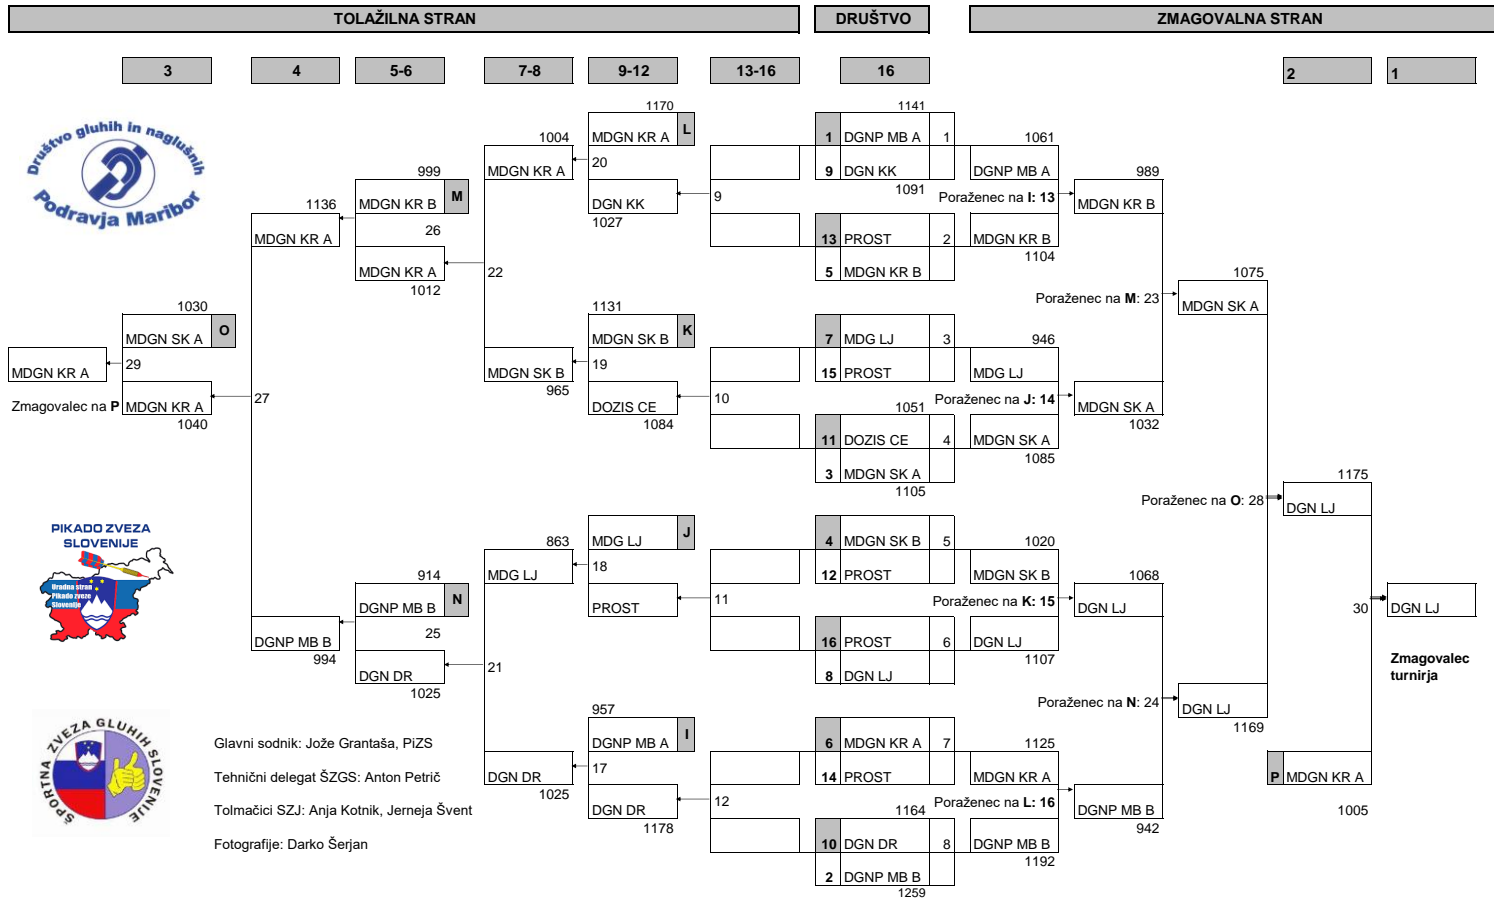 TOLAŽILNA STRAN DRUŠTVO ZMAGOVALNA STRAN
3 4 5-6 7-8 9-12 13-16 16 2 1
1170 1141
Društvo gluhih in naglušnih
Podravja Maribor
1004 MDGN KR A L 1 DGNP MB A 1 1061
999 MDGN KR A 20 9 DGN KK DGNP MB A 989
1091
MDGN KR B M DGN KK 9 Poraženec na I: 13 MDGN KR B
1136 26 1027 13 PROST 2 MDGN KR B
MDGN KR A 1104
MDGN KR A 22 5 MDGN KR B 1075
1012
1030 1131 Poraženec na M: 23 MDGN SK A
MDGN SK A O MDGN SK B K 7 MDG LJ 3 946
MDGN KR A 29 MDGN SK B 19 15 PROST MDG LJ
965
Zmagovalec na P MDGN KR A 27 DOZIS CE 10 1051 Poraženec na J: 14 MDGN SK A
1040 1084 1032
11 DOZIS CE 4 MDGN SK A
1085
3 MDGN SK A 1175
1105
Poraženec na O: 28 DGN LJ
PIKADO ZVEZA
SLOVENIJE
863 MDG LJ J 4 MDGN SK B 5 1020
Uradna stran
Pikado zveze
Slovenije
914 MDG LJ 18 12 PROST MDGN SK B 1068
DGNP MB B N PROST 11 Poraženec na K: 15 DGN LJ 30 DGN LJ
25 16 PROST 6 DGN LJ
DGNP MB B 1107
994
DGN DR 21 8 DGN LJ Zmagovalec
turnirja
1025
957 Poraženec na N: 24 DGN LJ
1169
ŠPORTNA ZVEZA GLUHIH SLOVENIJE
Glavni sodnik: Jože Grantaša, PiZS DGNP MB A I 6 MDGN KR A 7 1125
Tehnični delegat ŠZGS: Anton Petrič DGN DR 17 14 PROST MDGN KR A P MDGN KR A
1025
Tolmačici SZJ: Anja Kotnik, Jerneja Švent DGN DR 12 1164 Poraženec na L: 16 DGNP MB B 1005
1178 942
Fotografije: Darko Šerjan 10 DGN DR 8 DGNP MB B
1192
2 DGNP MB B
1259